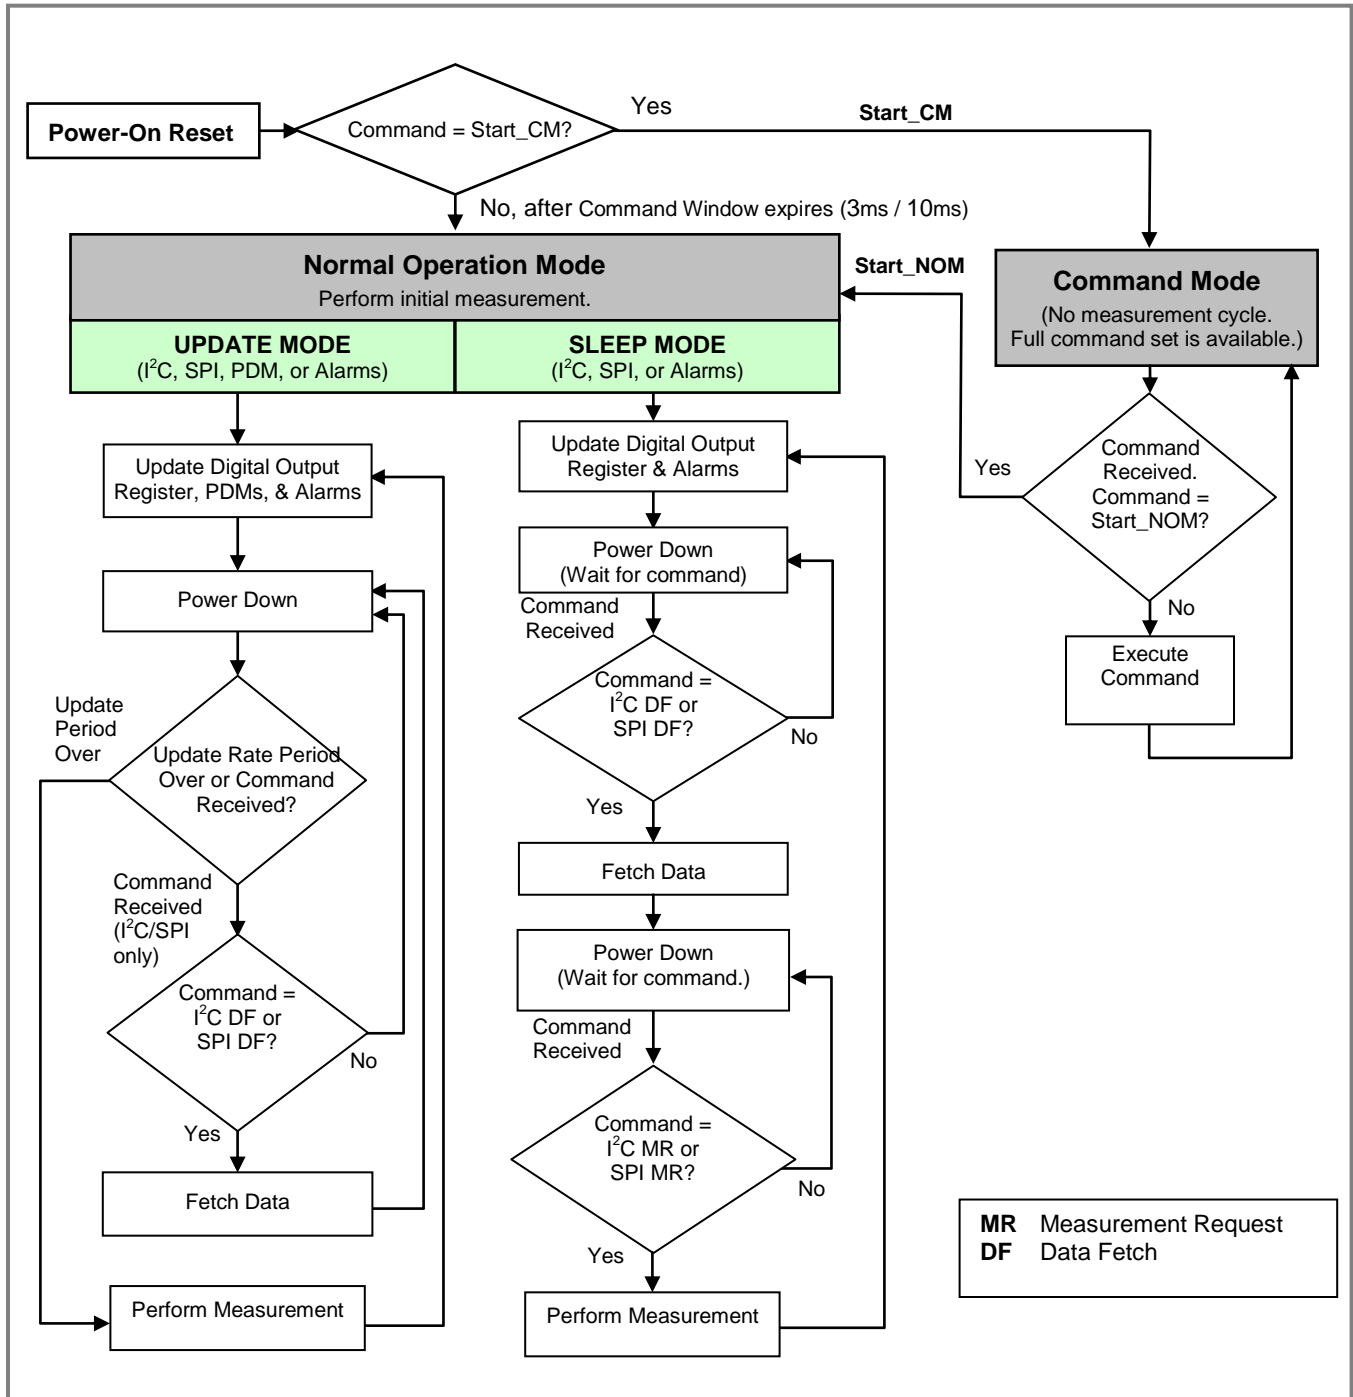 Power-On Reset
Command = Start_CM?
Yes
Start_CM
No, after Command Window expires (3ms / 10ms)
Normal Operation Mode
Perform initial measurement.
UPDATE MODE
(I²C, SPI, PDM, or Alarms)
SLEEP MODE
(I²C, SPI, or Alarms)
Start_NOM
Command Mode
(No measurement cycle.
Full command set is available.)
Command
Received.
Command =
Start_NOM?
Yes
No
Execute
Command
Update Digital Output
Register, PDMs, & Alarms
Power Down
Update
Period
Over
Update Rate Period
Over or Command
Received?
Command
Received
(I²C/SPI
only)
Command =
I²C DF or
SPI DF?
No
Yes
Fetch Data
Perform Measurement
Update Digital Output
Register & Alarms
Power Down
(Wait for command)
Command
Received
Command =
I²C DF or
SPI DF?
No
Yes
Fetch Data
Power Down
(Wait for command.)
Command
Received
Command =
I²C MR or
SPI MR?
No
Yes
Perform Measurement
MR Measurement Request
DF Data Fetch